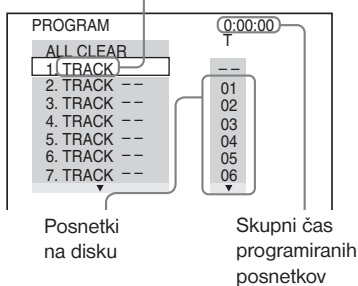 PROGRAM 0:00:00
T
ALL CLEAR
1. TRACK – –
2. TRACK – – 01
3. TRACK – – 02
4. TRACK – – 03
5. TRACK – – 04
6. TRACK – – 05
7. TRACK – – 06
Posnetki
na disku
Skupni čas
programiranih
posnetkov